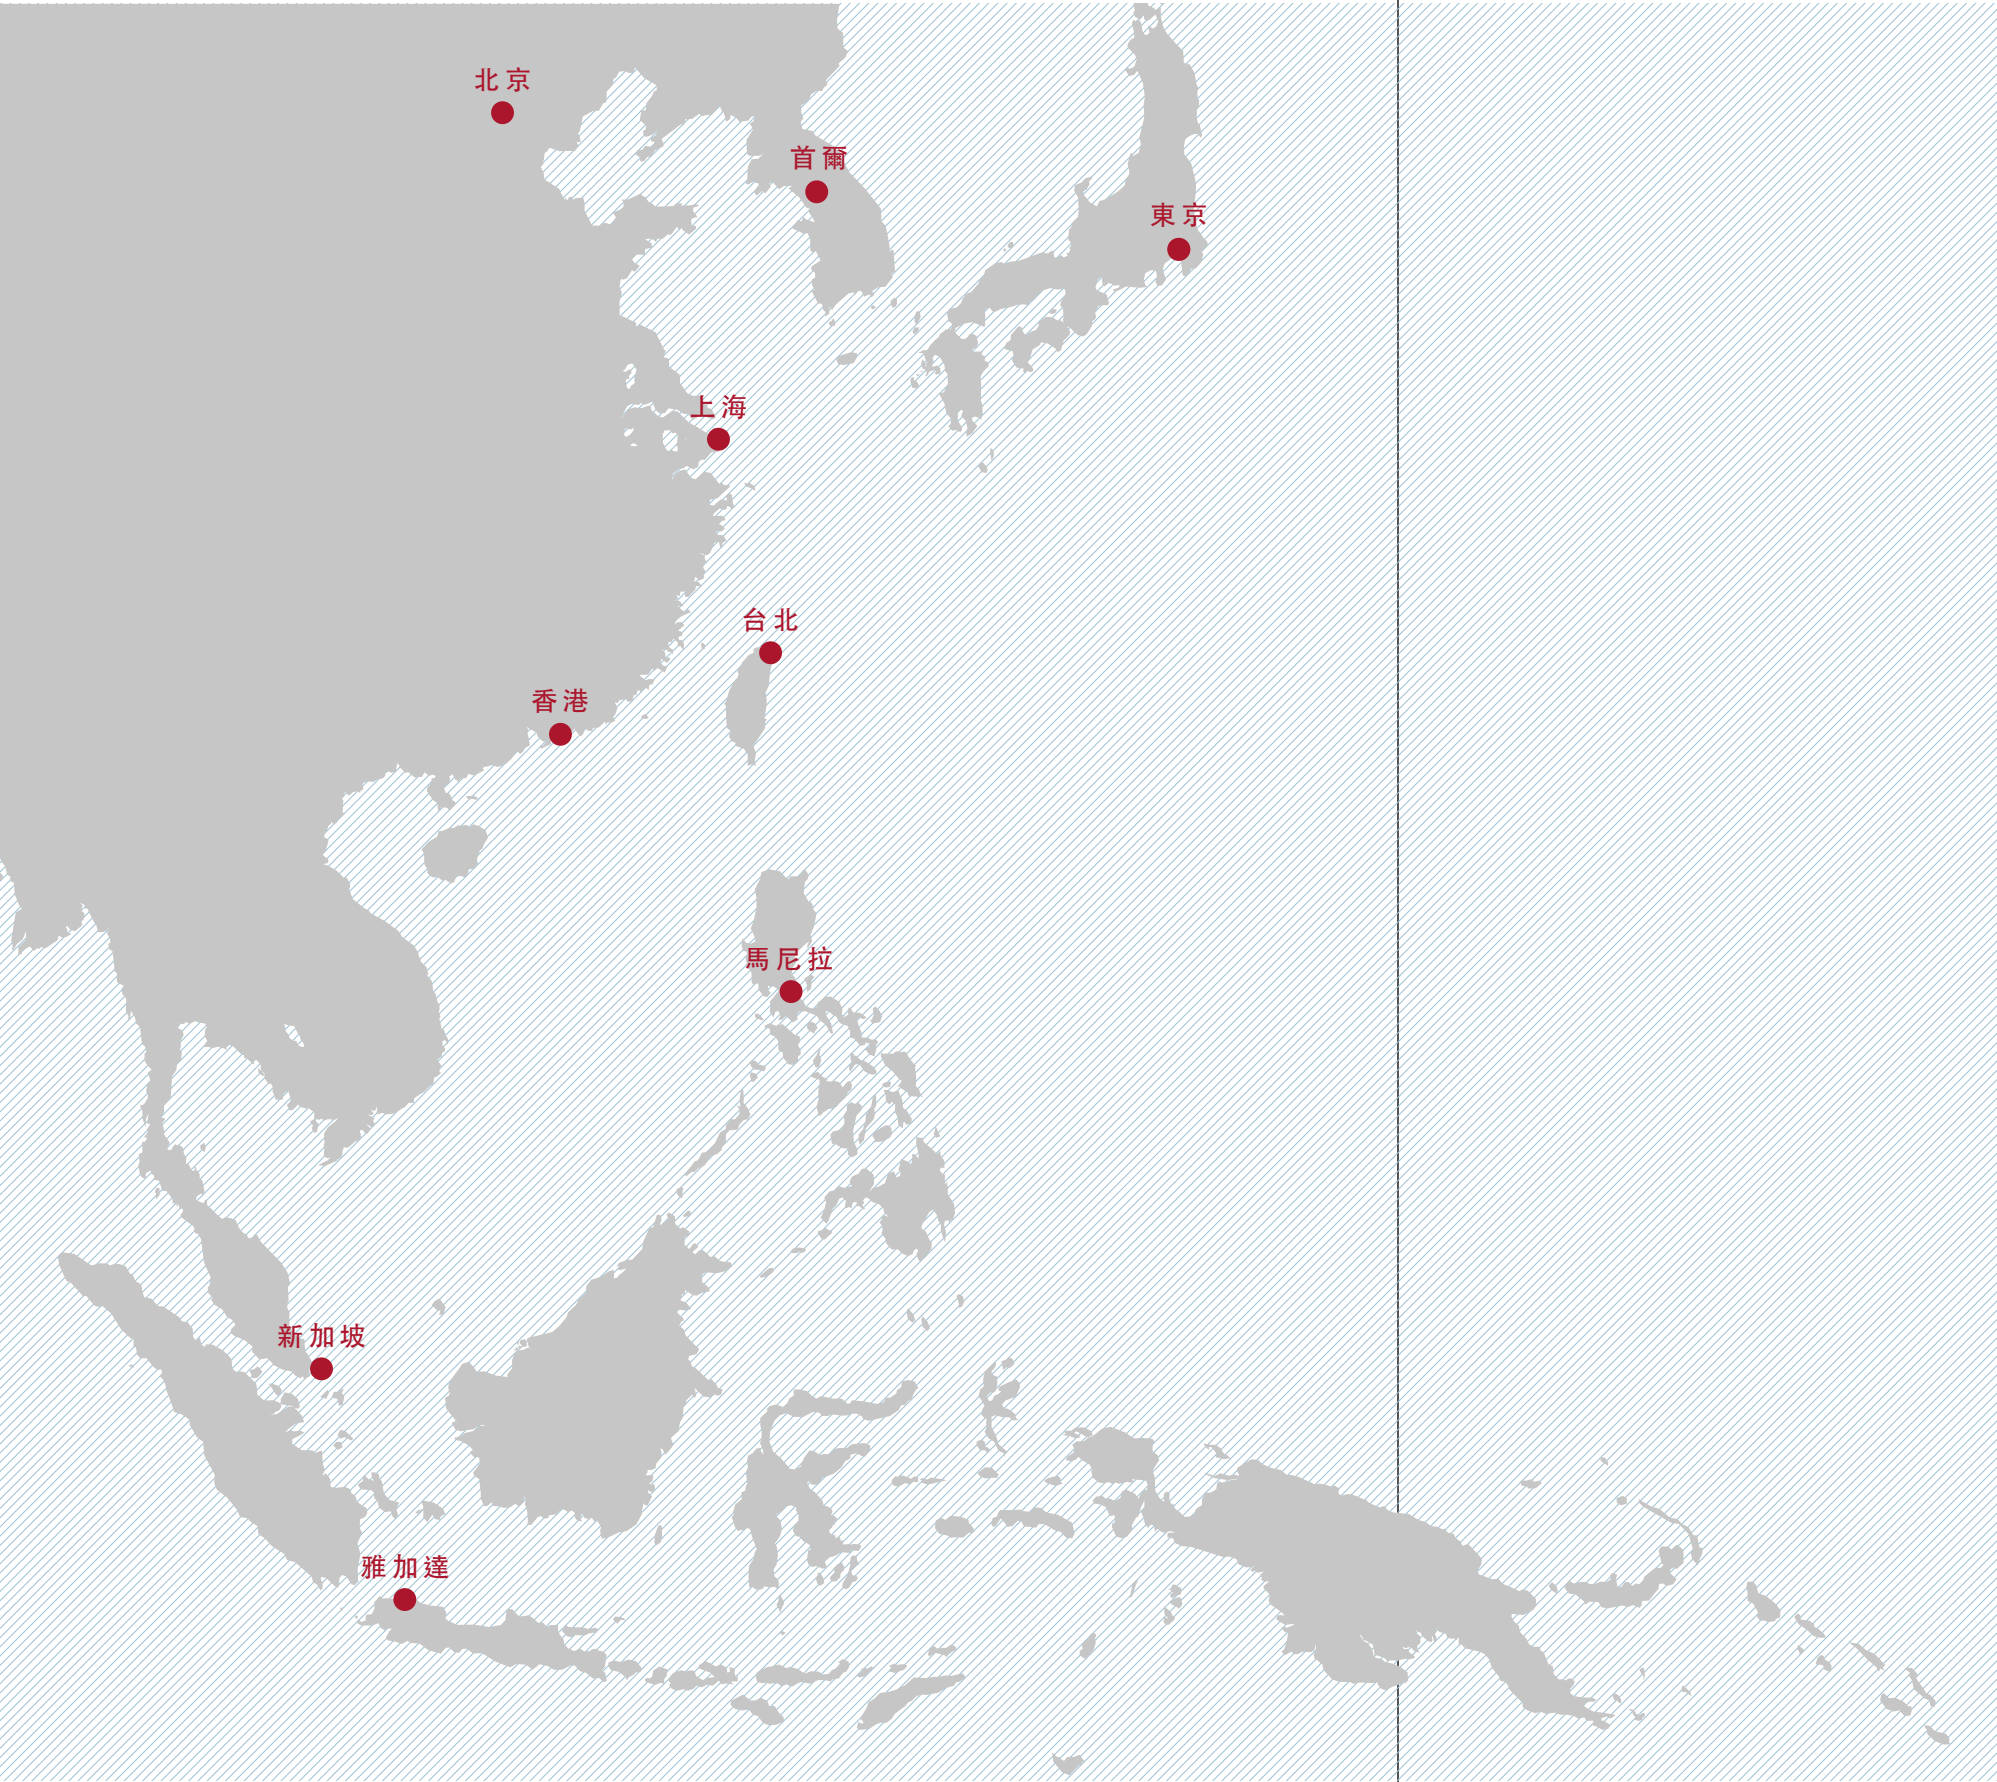 北京
首爾
東京
上海
台北
香港
馬尼拉
新加坡
雅加達